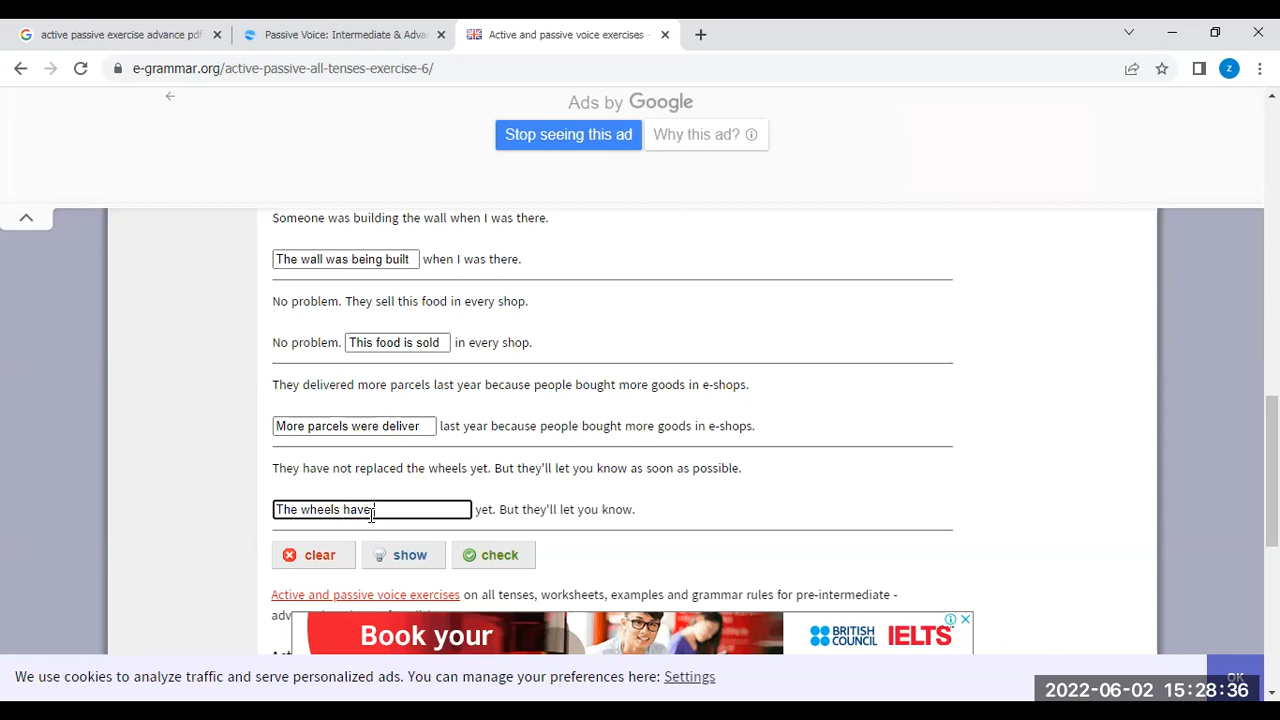 active passive exercise advance pdf
Passive Voice: Intermediate & Adva
Active and passive voice exercises -
e-grammar.org/active-passive-all-tenses-exercise-6/
z
Ads by Google
Stop seeing this ad
Why this ad?
Someone was building the wall when I was there.
The wall was being built when I was there.
No problem. They sell this food in every shop.
No problem. This food is sold in every shop.
They delivered more parcels last year because people bought more goods in e-shops.
More parcels were deliver last year because people bought more goods in e-shops.
They have not replaced the wheels yet. But they'll let you know as soon as possible.
The wheels have yet. But they'll let you know.
clear show check
Active and passive voice exercises on all tenses, worksheets, examples and grammar rules for pre-intermediate -
Book your
BRITISH COUNCIL IELTS
We use cookies to analyze traffic and serve personalized ads. You can manage your preferences here: Settings
OK
2022-06-02 15:28:36